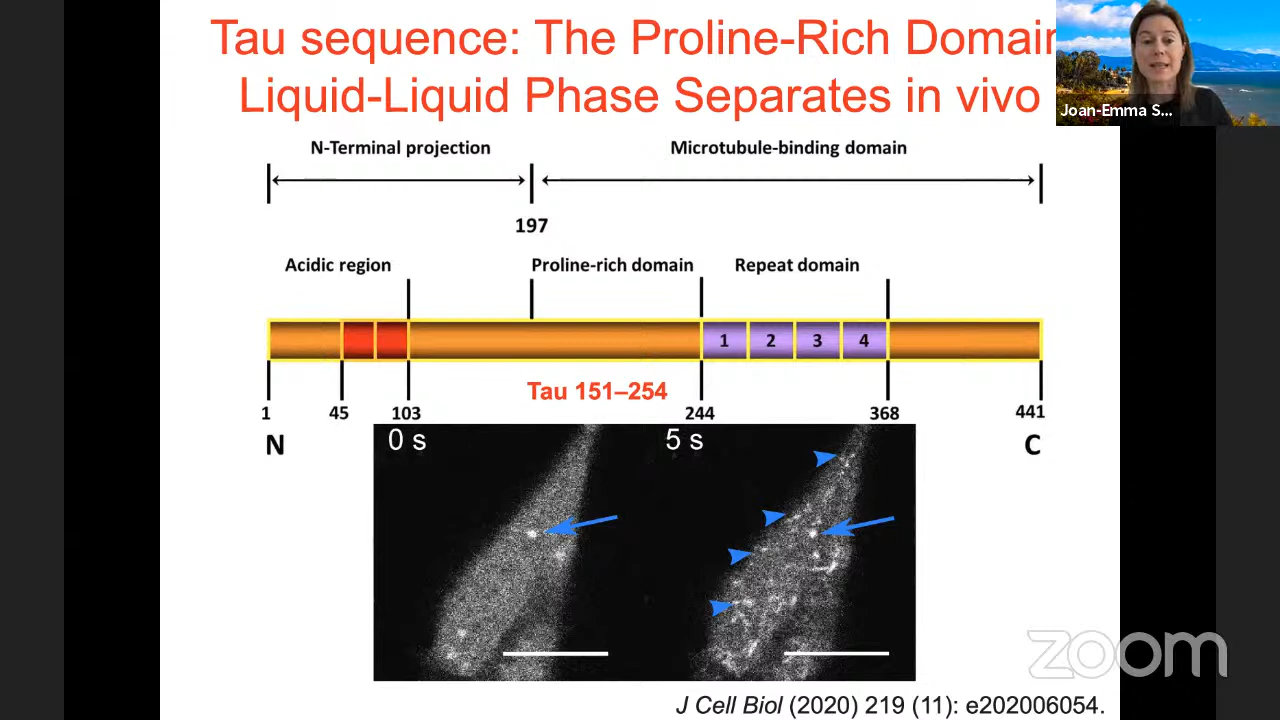 Tau sequence: The Proline-Rich Domain
Liquid-Liquid Phase Separates in vivo
Joan-Emma S...
N-Terminal projection
Microtubule-binding domain
197
Acidic region
Proline-rich domain
Repeat domain
1 2 3 4
Tau 151–254
1 45 103 244 368 441
N C
0 s 5 s
zoom
J Cell Biol (2020) 219 (11): e202006054.